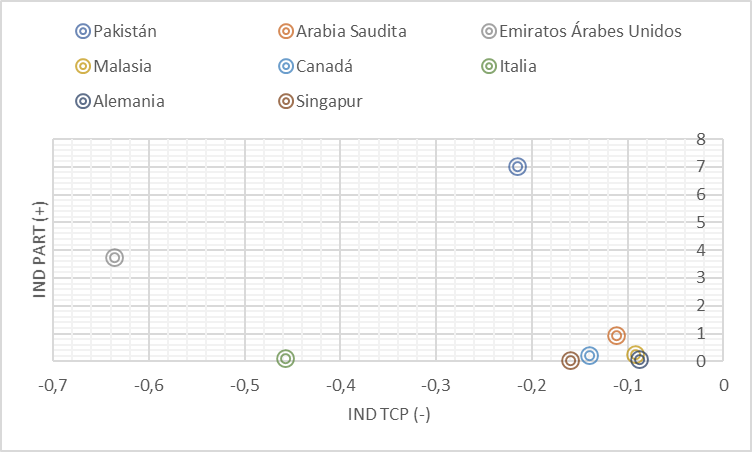 Pakistán Arabia Saudita Emiratos Árabes Unidos
Malasia Canadá Italia
Alemania Singapur
8
7
6
5
4
3
2
1
0
IND PART (+)
-0,7 -0,6 -0,5 -0,4 -0,3 -0,2 -0,1 0
IND TCP (-)